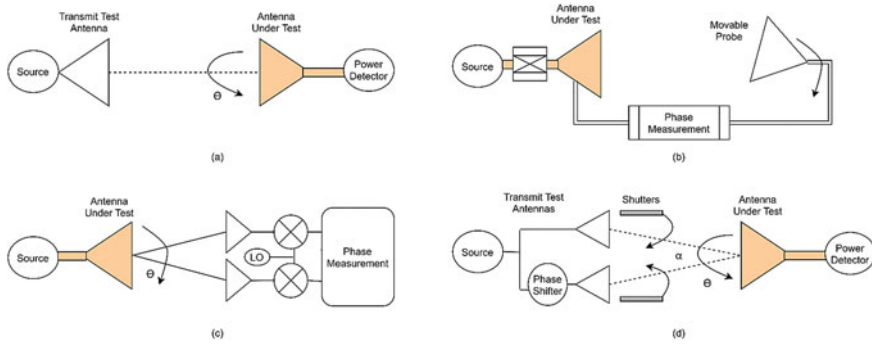 Transmit Test
Antenna
Antenna
Under Test
Source
Power
Detector
Θ
(a)
Antenna
Under Test
Movable
Probe
Source
Phase
Measurement
(b)
Antenna
Under Test
Source
Θ
LO
Phase
Measurement
(c)
Transmit Test
Antennas
Shutters
Antenna
Under Test
Source
Phase
Shifter
α
Θ
Power
Detector
(d)